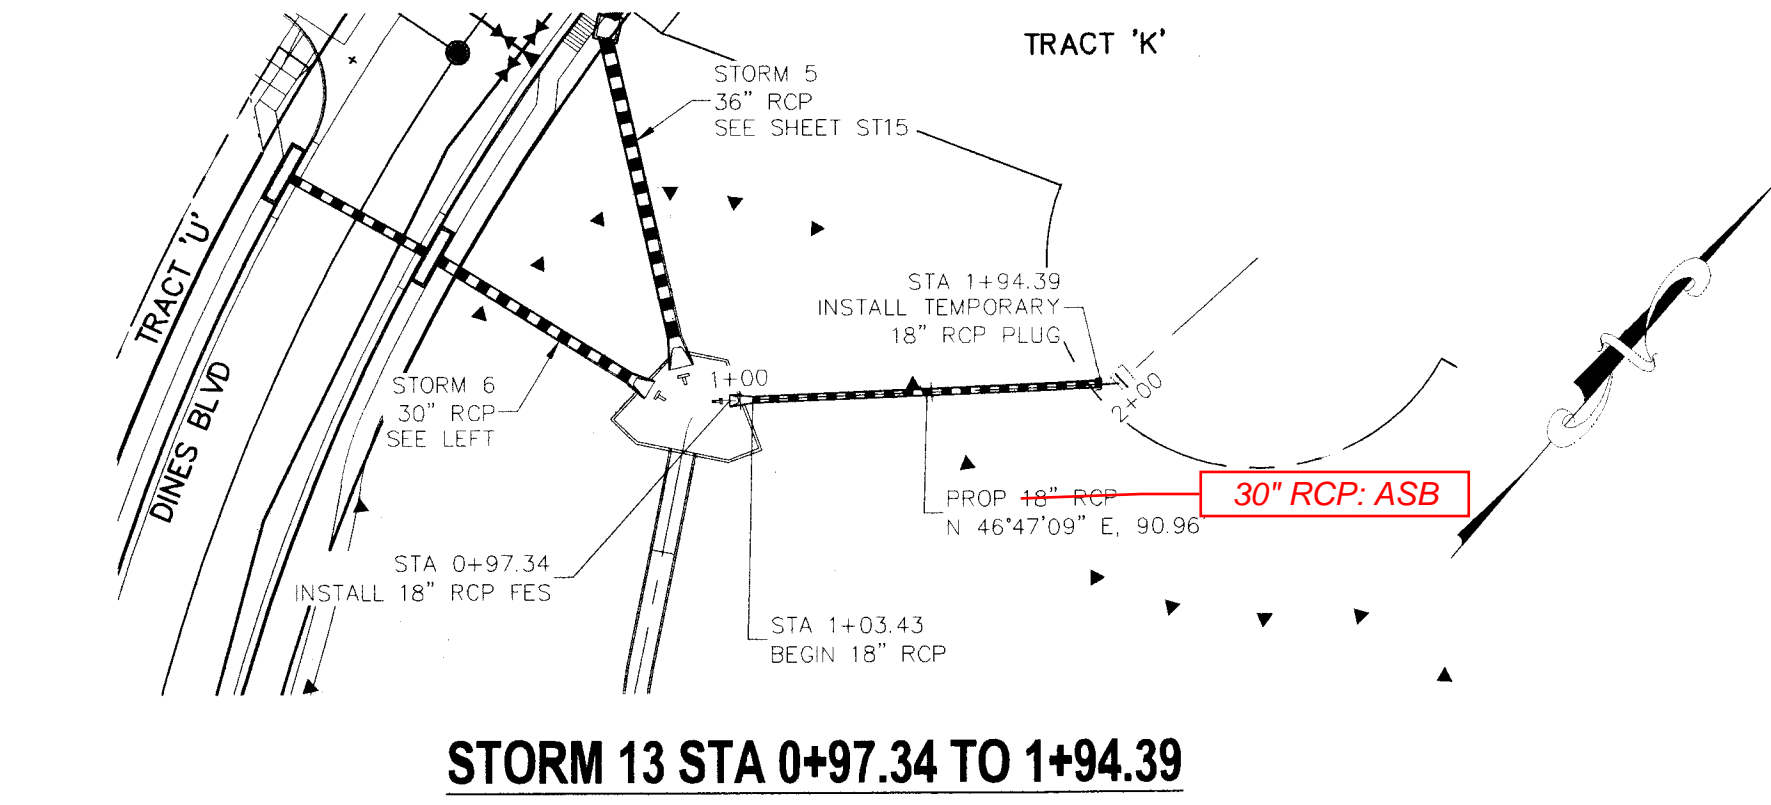 TRACT 'K'
STORM 5
36" RCP
SEE SHEET ST15
TRACT 'U'
DINES BLVD
STA 1+94.39
INSTALL TEMPORARY
18" RCP PLUG
STORM 6
30" RCP
SEE LEFT
1+00
2+00
PROP 18" RCP
N 46°47'09" E, 90.96'
30" RCP: ASB
STA 0+97.34
INSTALL 18" RCP FES
STA 1+03.43
BEGIN 18" RCP
STORM 13 STA 0+97.34 TO 1+94.39